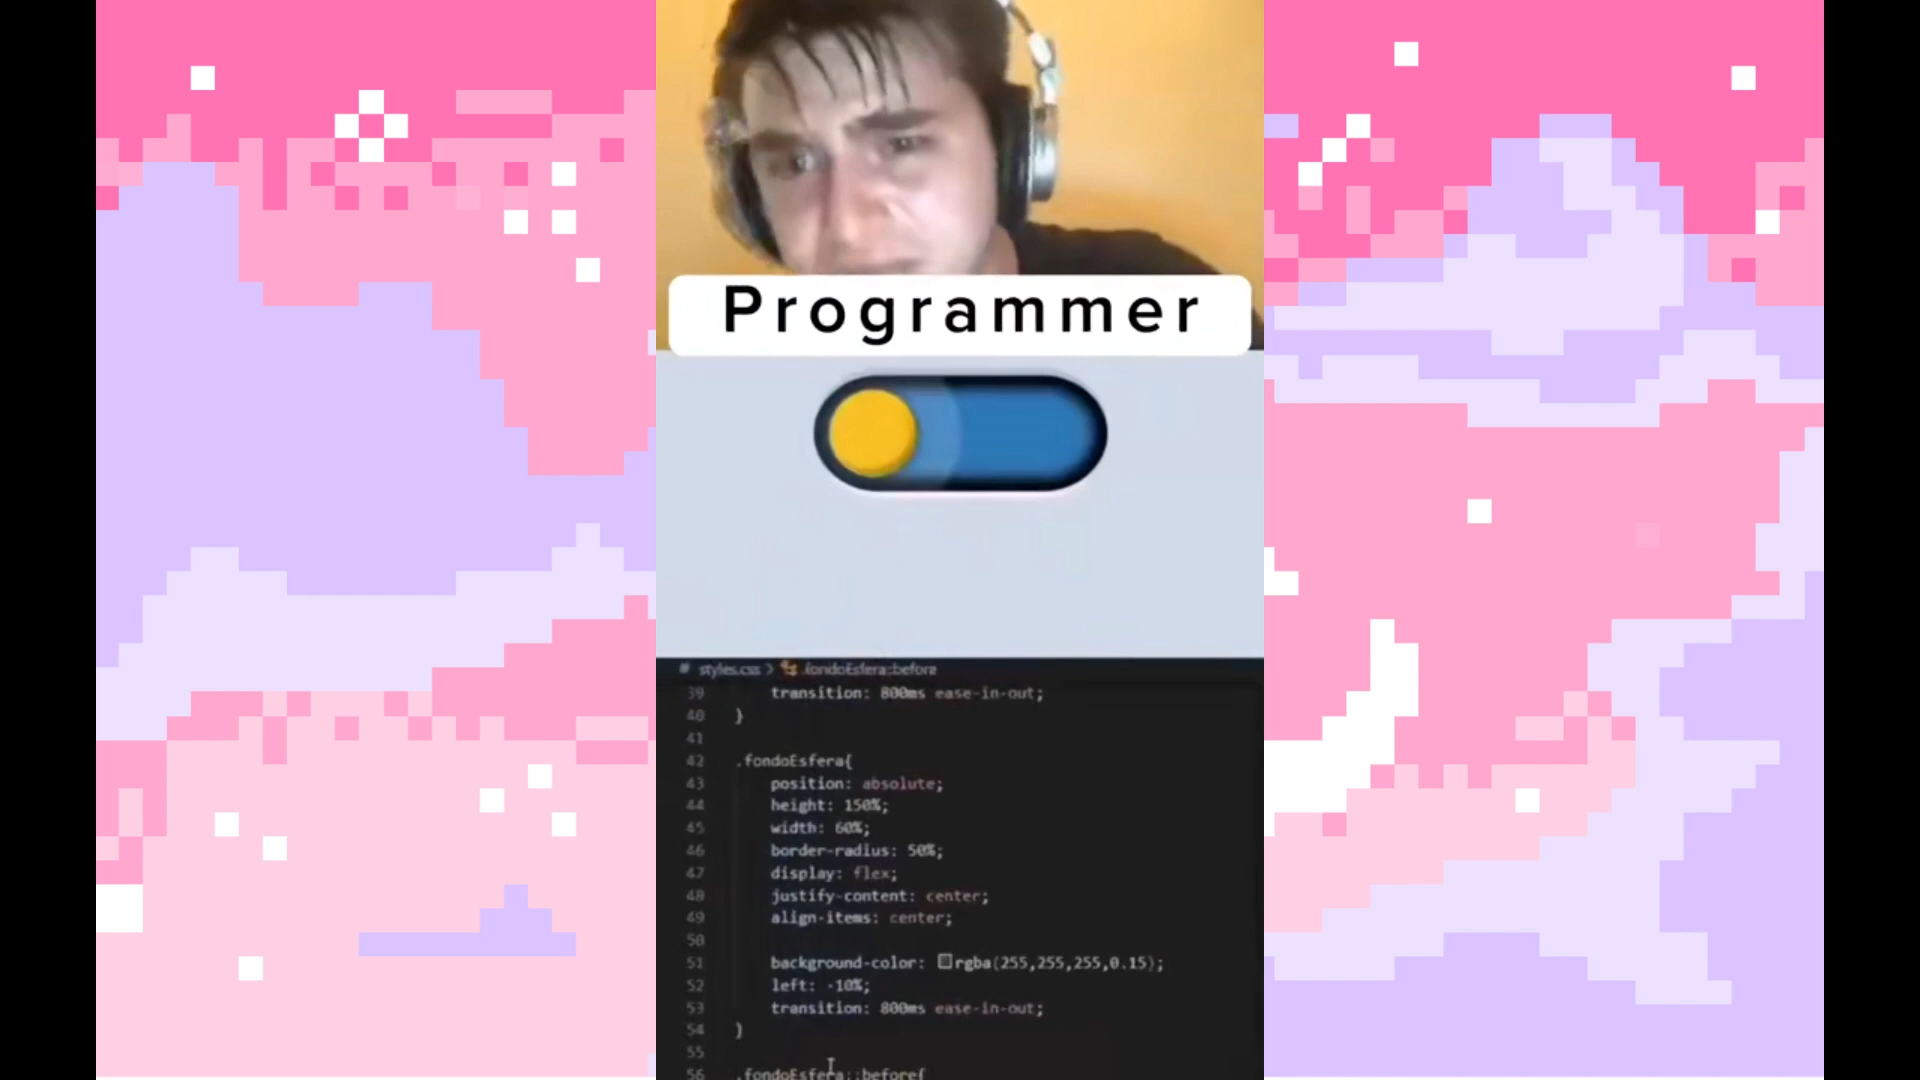 Programmer
# styles.css > .fondoEsfera::before
39 transition: 800ms ease-in-out;
40 }
41
42 .fondoEsfera{
43 position: absolute;
44 height: 150%;
45 width: 60%;
46 border-radius: 50%;
47 display: flex;
48 justify-content: center;
49 align-items: center;
50
51 background-color: rgba(255,255,255,0.15);
52 left: -10%;
53 transition: 800ms ease-in-out;
54 }
55
56 .fondoEsfera::before{